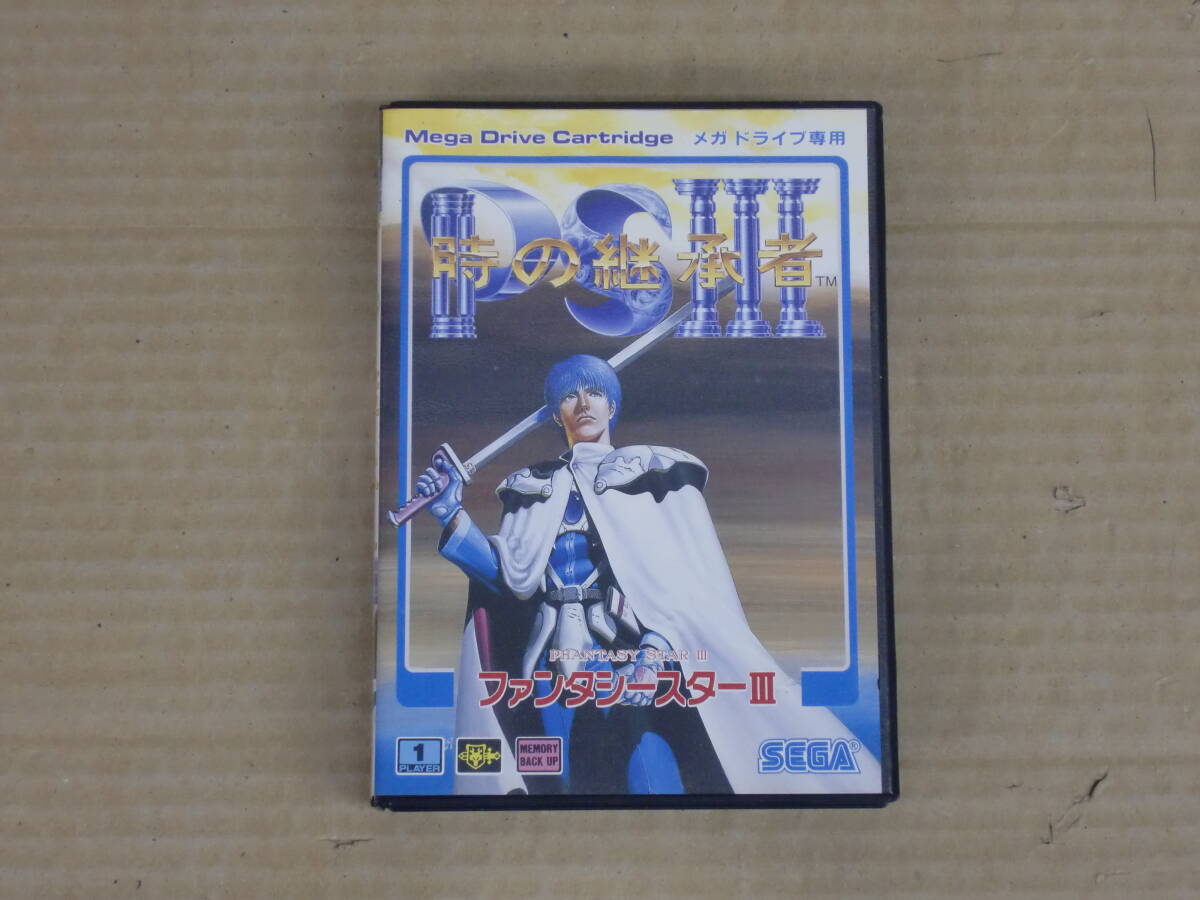 Mega Drive Cartridge メガドライブ専用
PSIII
時の継承者 TM
PHANTASY STAR III
ファンタシースターIII
1
PLAYER
MEMORY
BACK UP
SEGA®